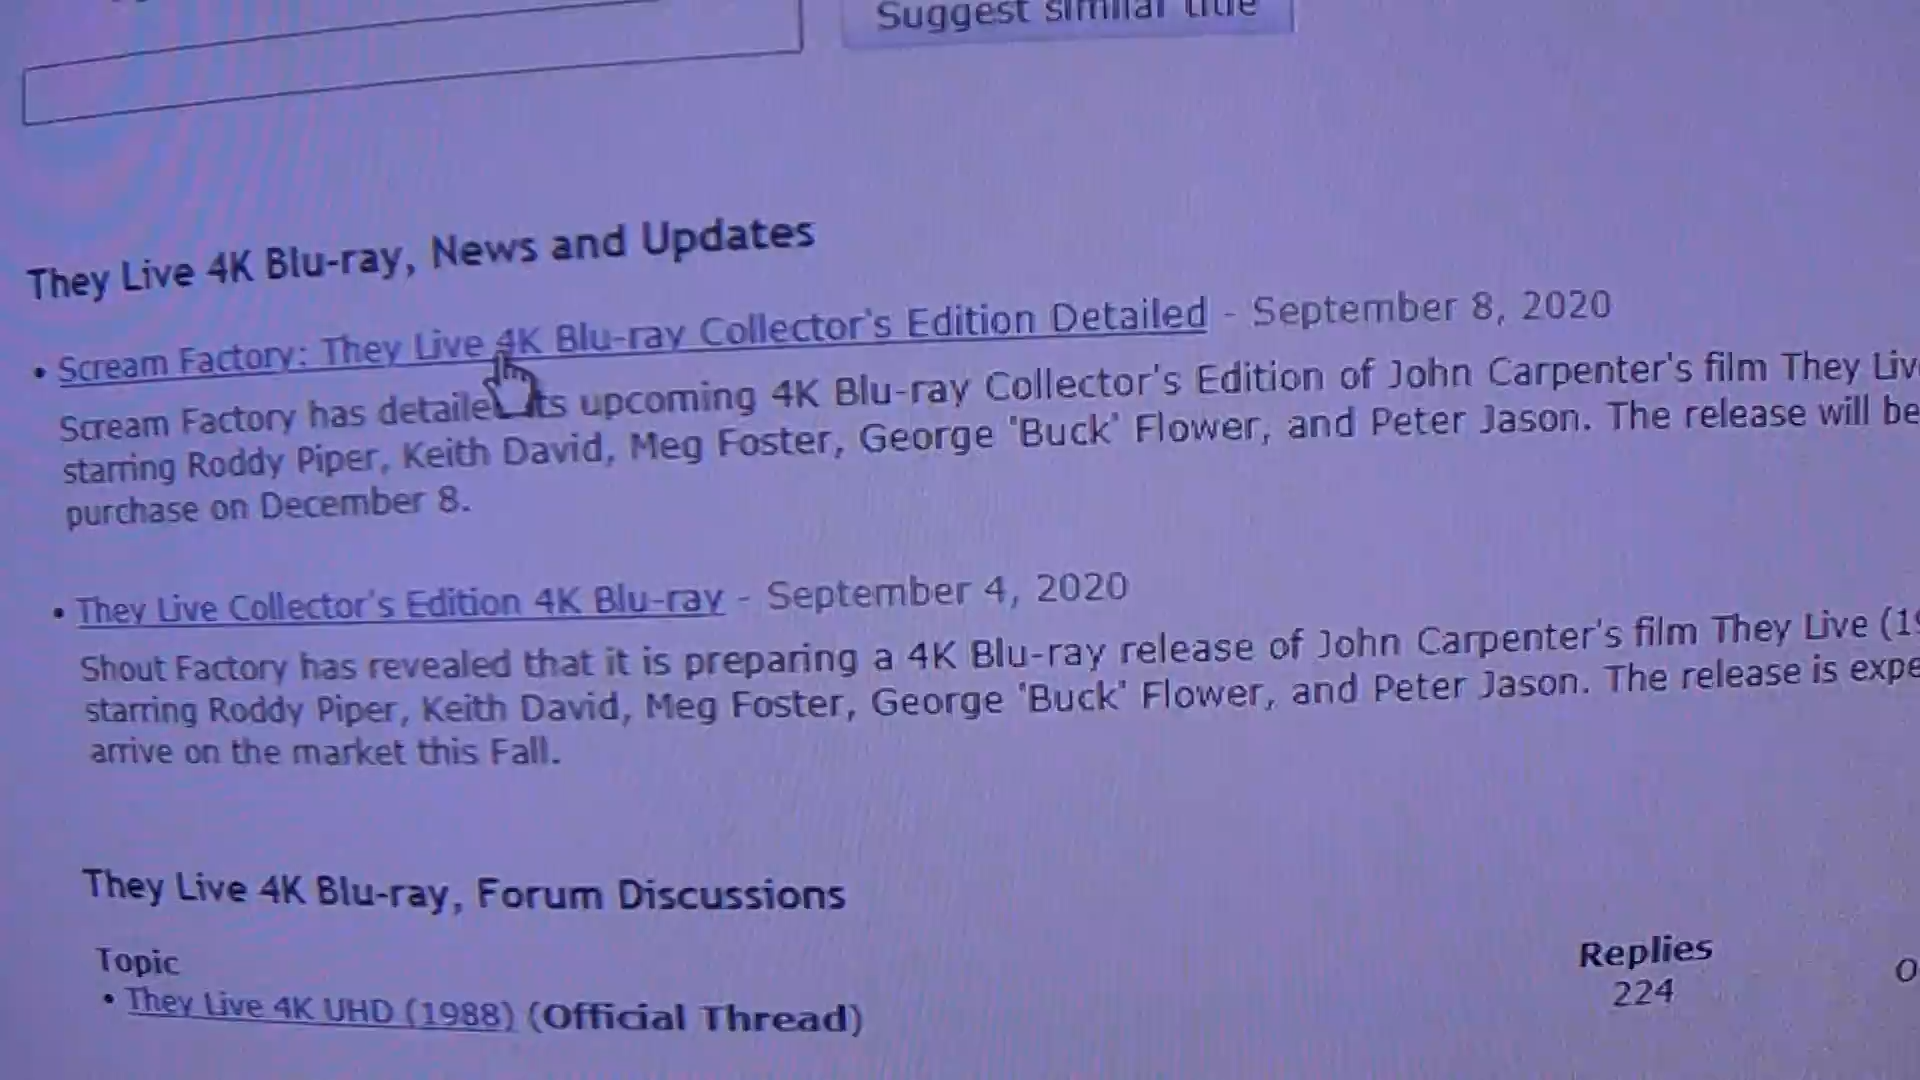 Suggest similar title
They Live 4K Blu-ray, News and Updates
• Scream Factory: They Live 4K Blu-ray Collector's Edition Detailed - September 8, 2020
Scream Factory has detailed its upcoming 4K Blu-ray Collector's Edition of John Carpenter's film They Liv
starring Roddy Piper, Keith David, Meg Foster, George 'Buck' Flower, and Peter Jason. The release will be
purchase on December 8.
• They Live Collector's Edition 4K Blu-ray - September 4, 2020
Shout Factory has revealed that it is preparing a 4K Blu-ray release of John Carpenter's film They Live (19
starring Roddy Piper, Keith David, Meg Foster, George 'Buck' Flower, and Peter Jason. The release is expe
arrive on the market this Fall.
They Live 4K Blu-ray, Forum Discussions
Topic Replies
• They Live 4K UHD (1988) (Official Thread) 224